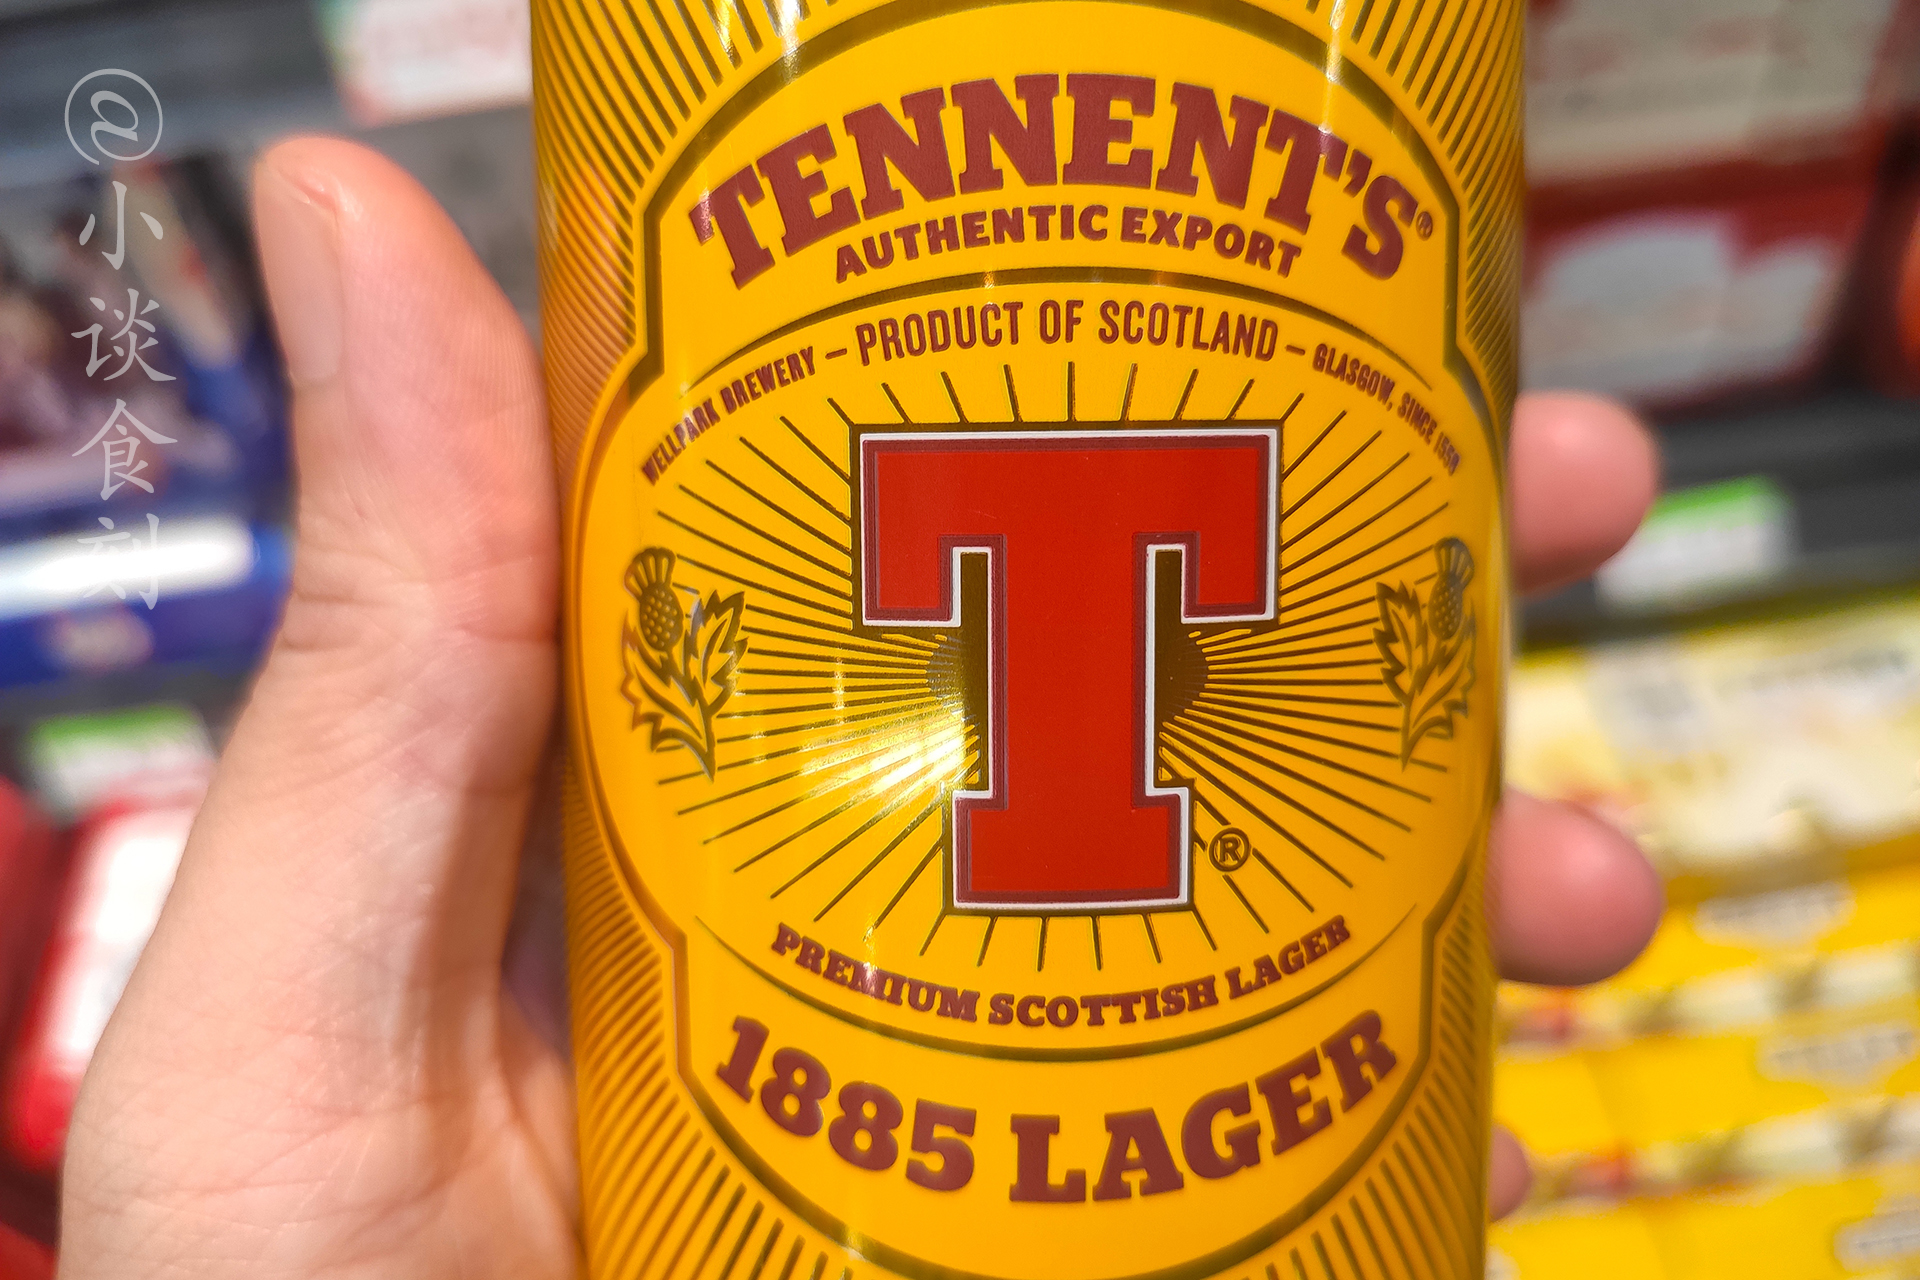 @小谈食刻
TENNENT'S®
AUTHENTIC EXPORT
WELLPARK BREWERY – PRODUCT OF SCOTLAND – GLASGOW, SINCE 1556
T®
PREMIUM SCOTTISH LAGER
1885 LAGER